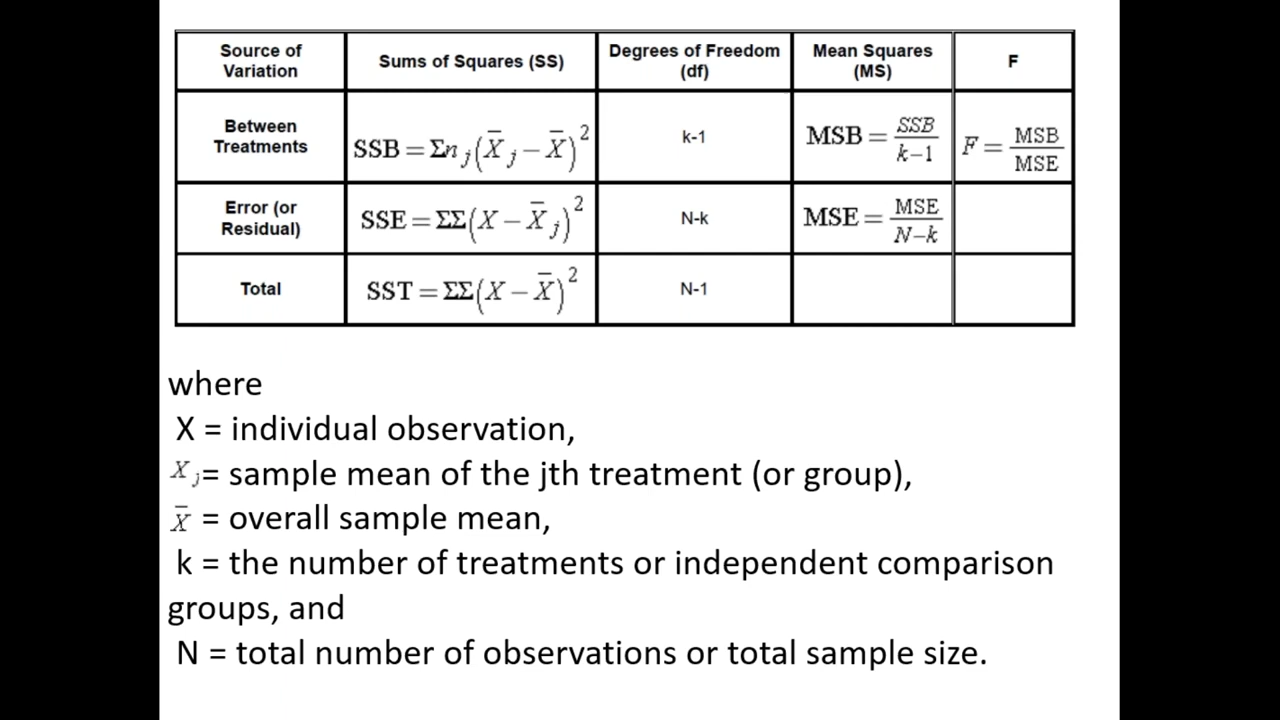 Source of Variation | Sums of Squares (SS) | Degrees of Freedom (df) | Mean Squares (MS) | F
Between Treatments | SSB = Σn_j(X̄_j − X̄)² | k-1 | MSB = SSB/(k−1) | F = MSB/MSE
Error (or Residual) | SSE = ΣΣ(X − X̄_j)² | N-k | MSE = MSE/(N−k)
Total | SST = ΣΣ(X − X̄)² | N-1
where
X = individual observation,
X_j = sample mean of the jth treatment (or group),
X̄ = overall sample mean,
k = the number of treatments or independent comparison
groups, and
N = total number of observations or total sample size.